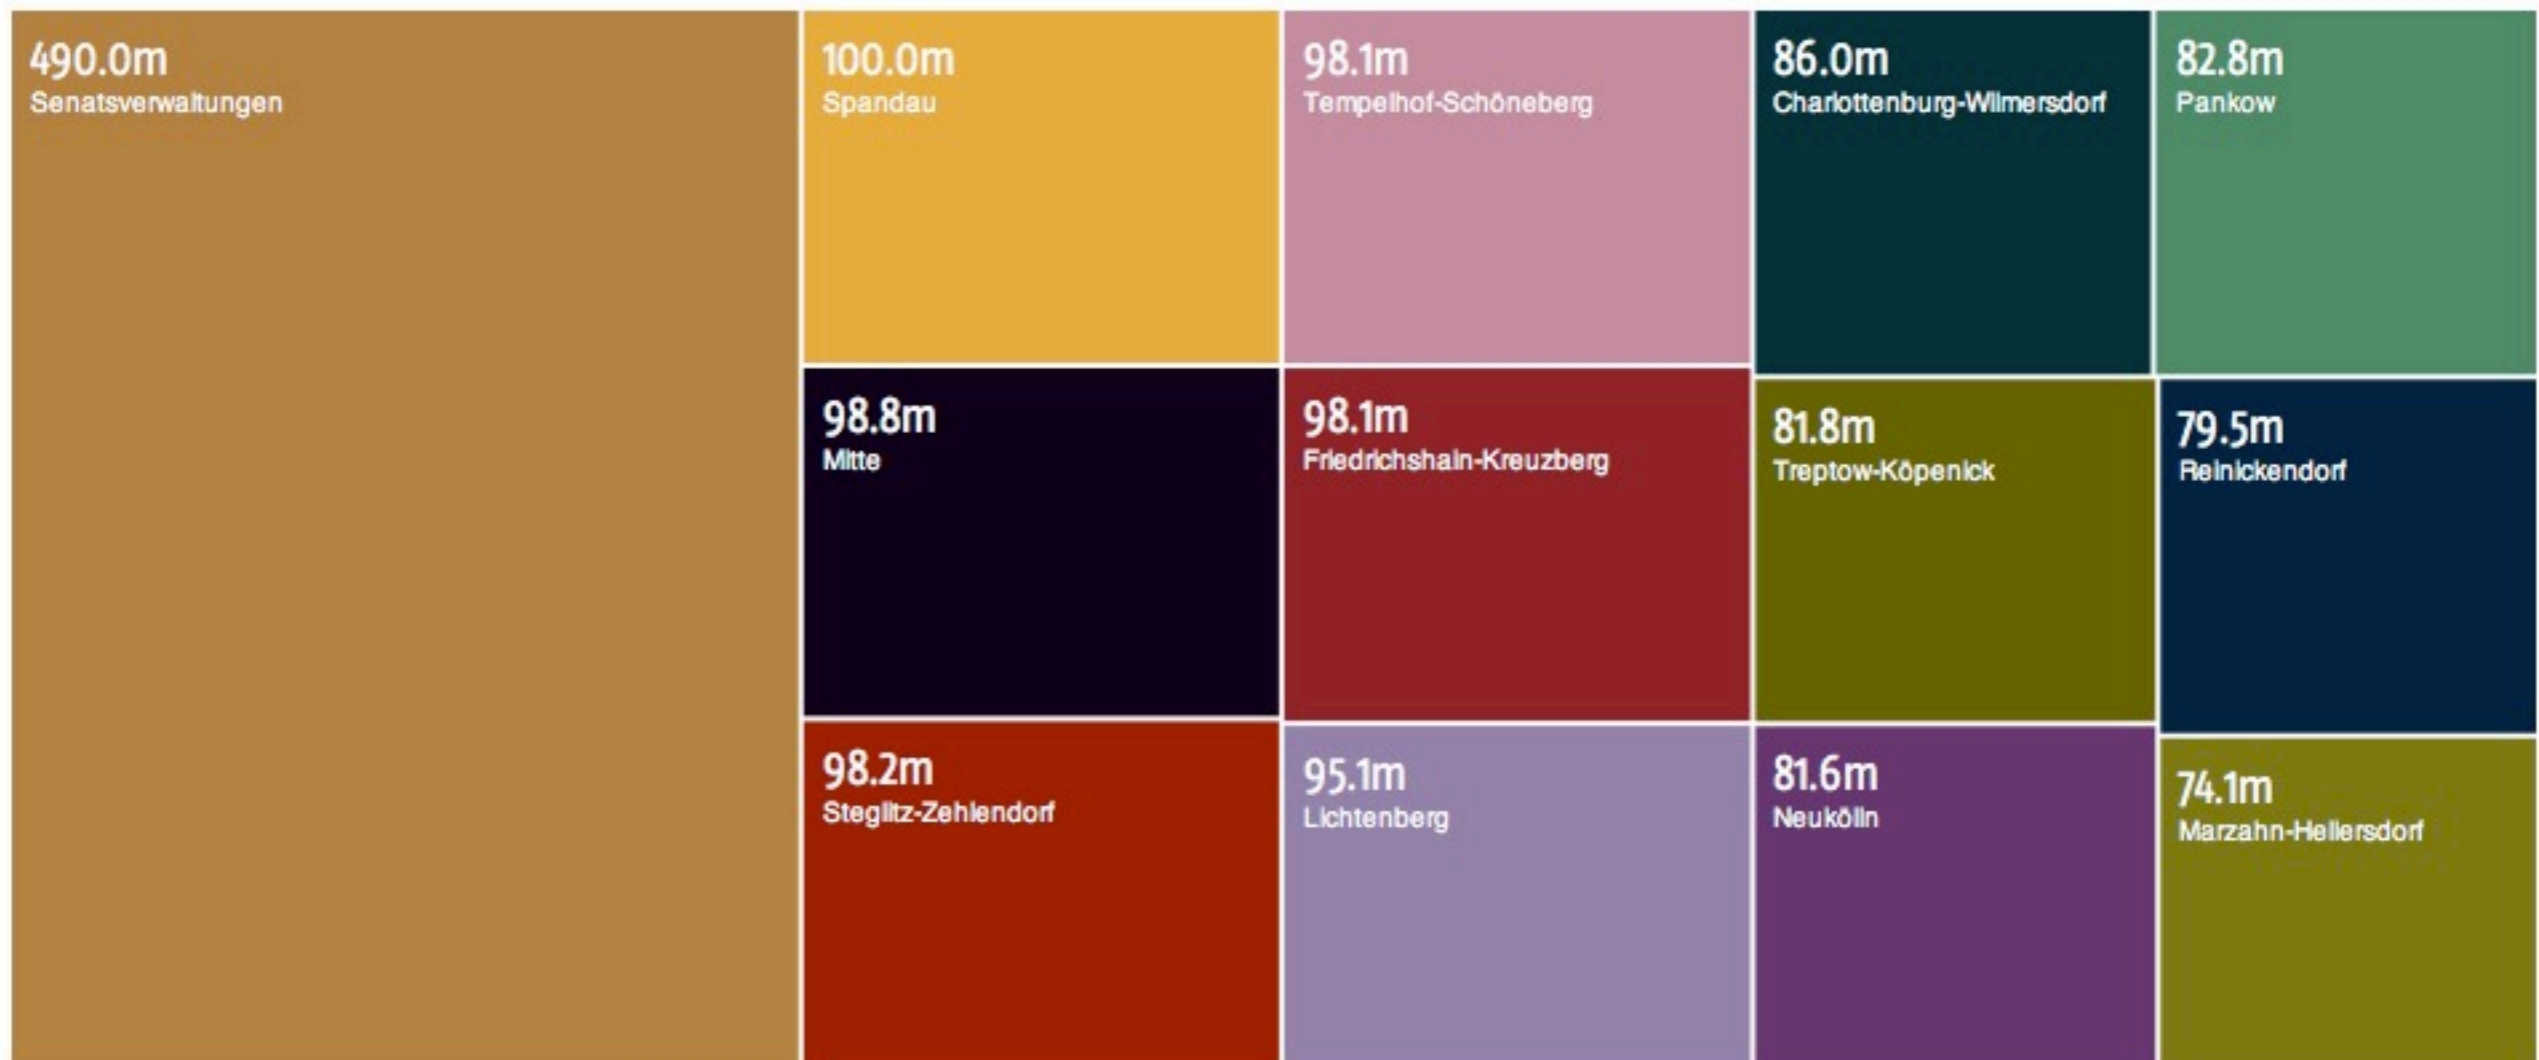 490.0m
Senatsverwaltungen
100.0m
Spandau
98.1m
Tempelhof-Schöneberg
86.0m
Charlottenburg-Wilmersdorf
82.8m
Pankow
98.8m
Mitte
98.1m
Friedrichshain-Kreuzberg
81.8m
Treptow-Köpenick
79.5m
Reinickendorf
98.2m
Steglitz-Zehlendorf
95.1m
Lichtenberg
81.6m
Neukölln
74.1m
Marzahn-Hellersdorf